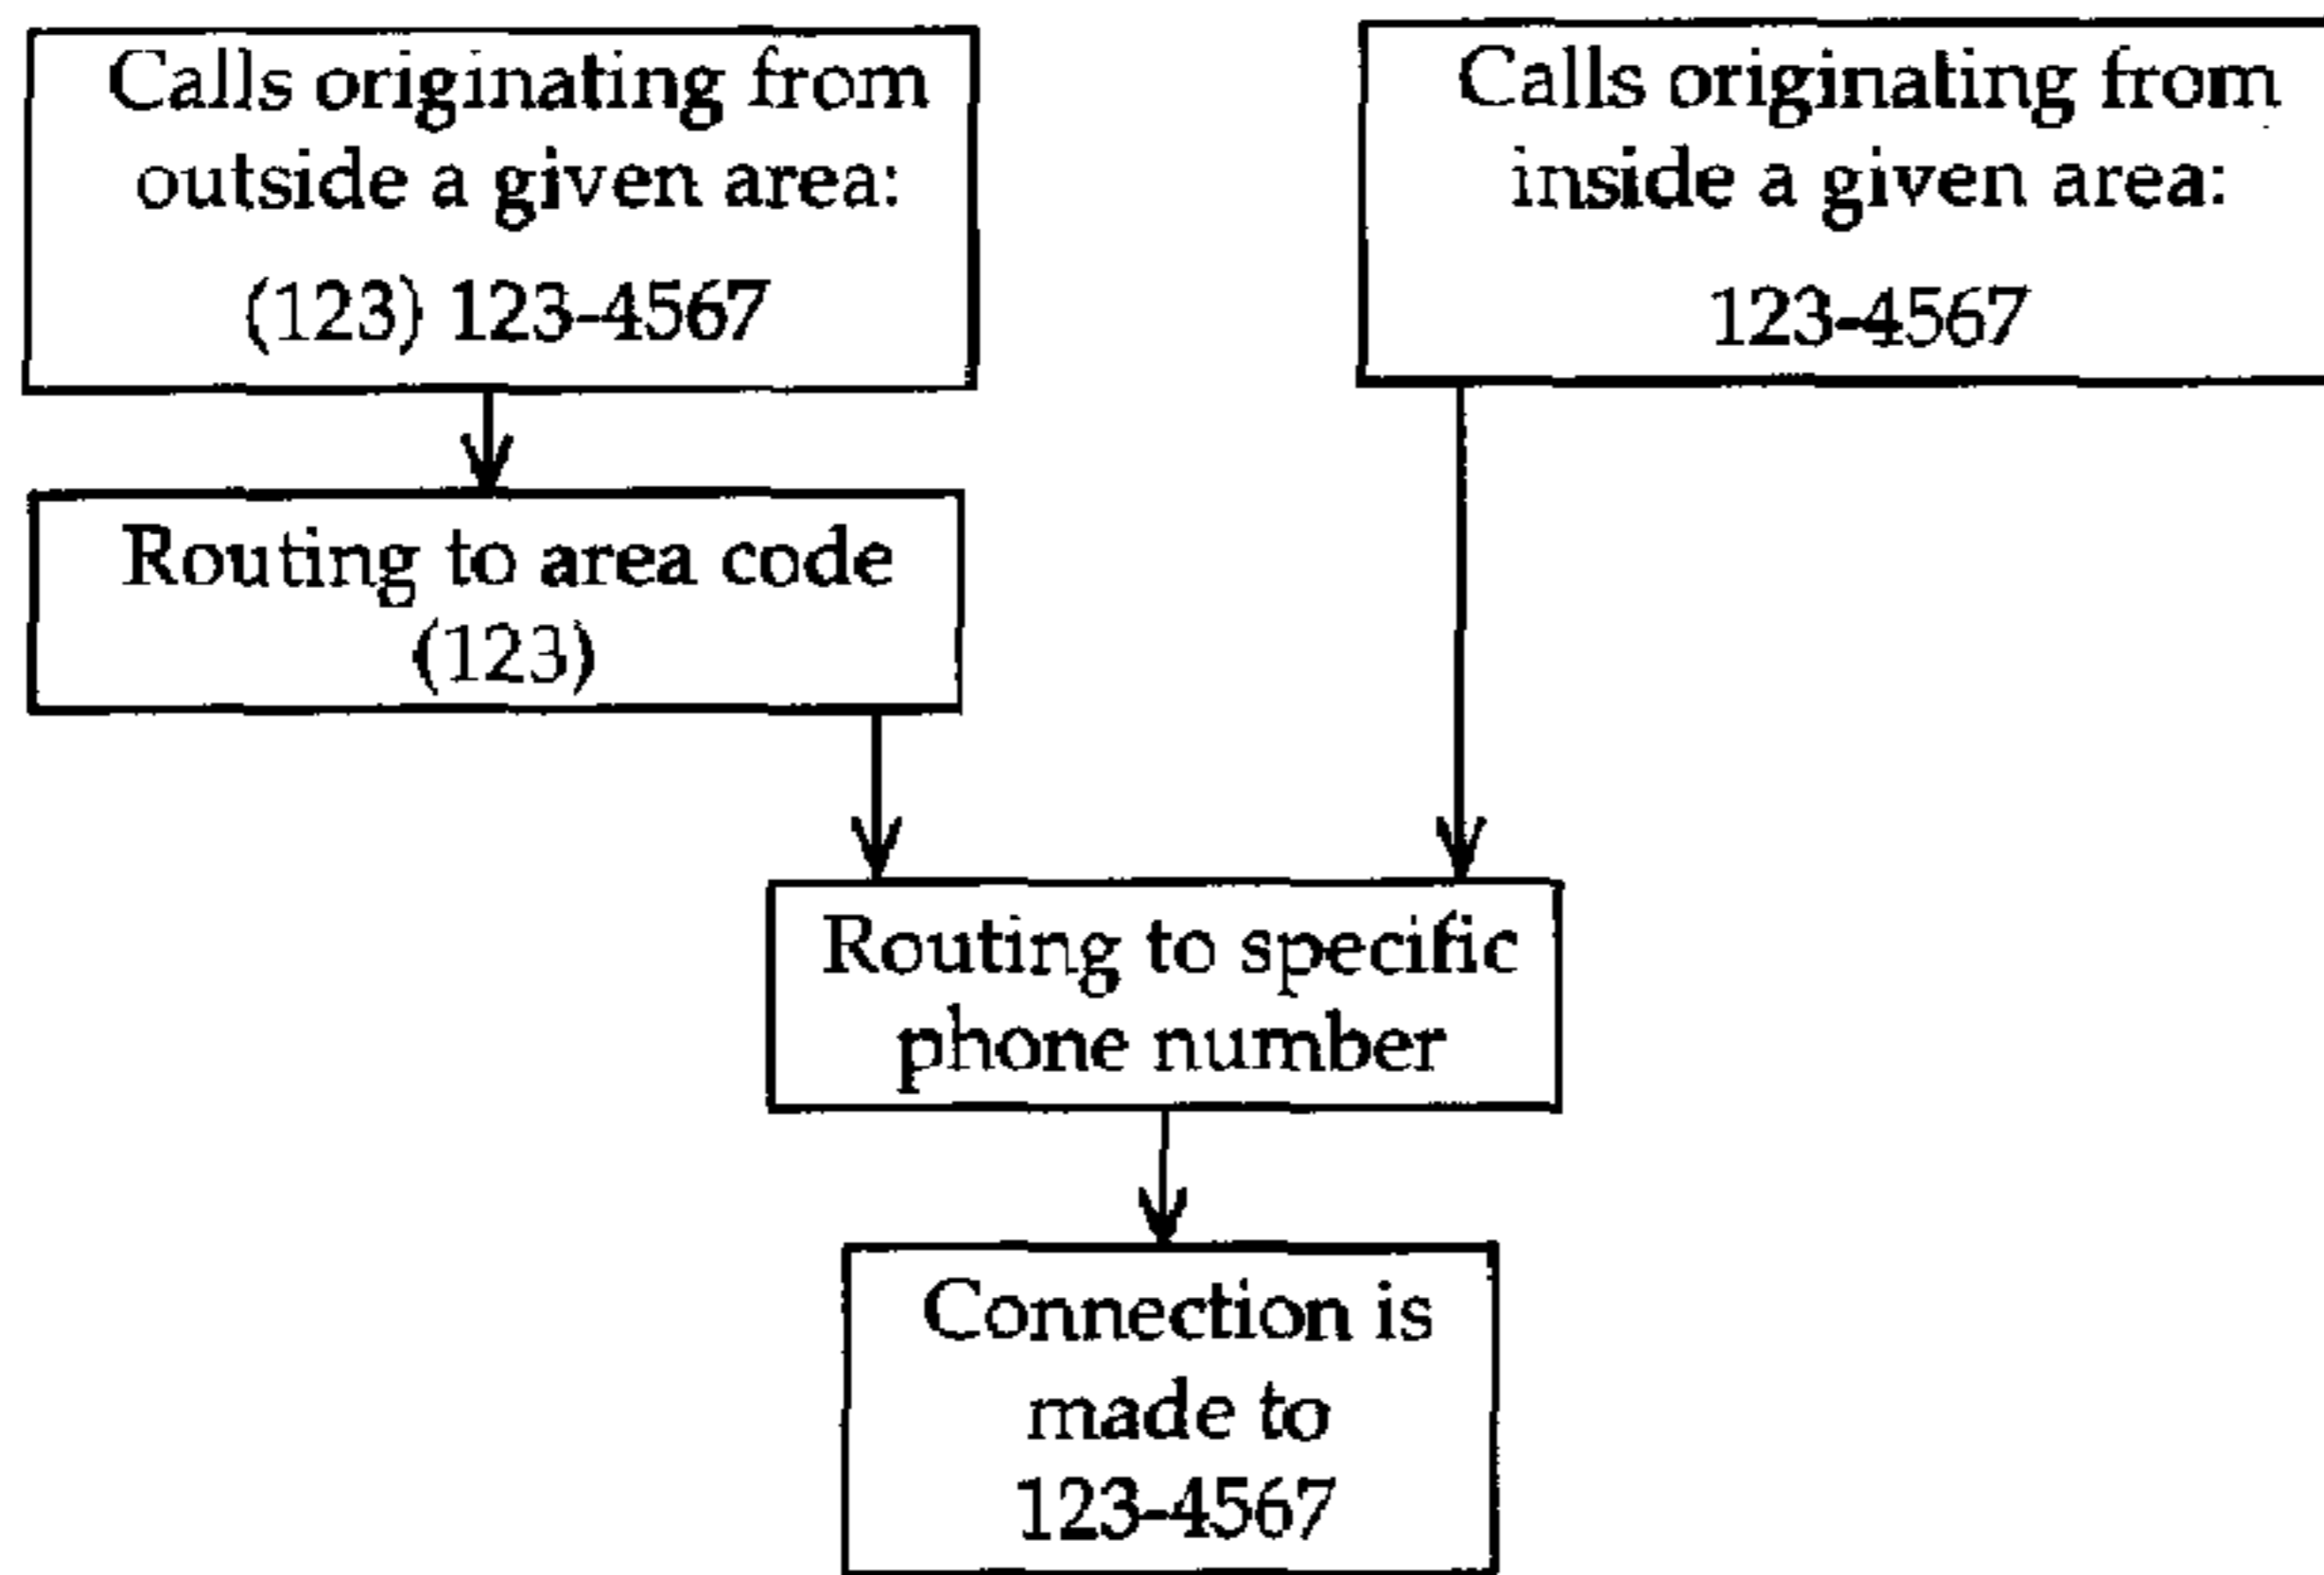 Calls originating from
outside a given area:
(123) 123-4567
Calls originating from
inside a given area:
123-4567
Routing to area code
(123)
Routing to specific
phone number
Connection is
made to
123-4567